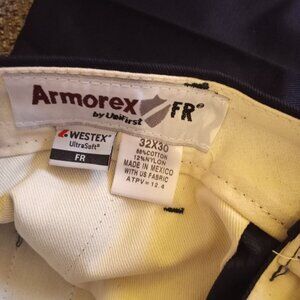 Armorex FR®
by UniFirst
WESTEX
UltraSoft®
FR
32X30
88%COTTON
12%NYLON
MADE IN MEXICO
WITH US FABRIC
ATPV= 12.4